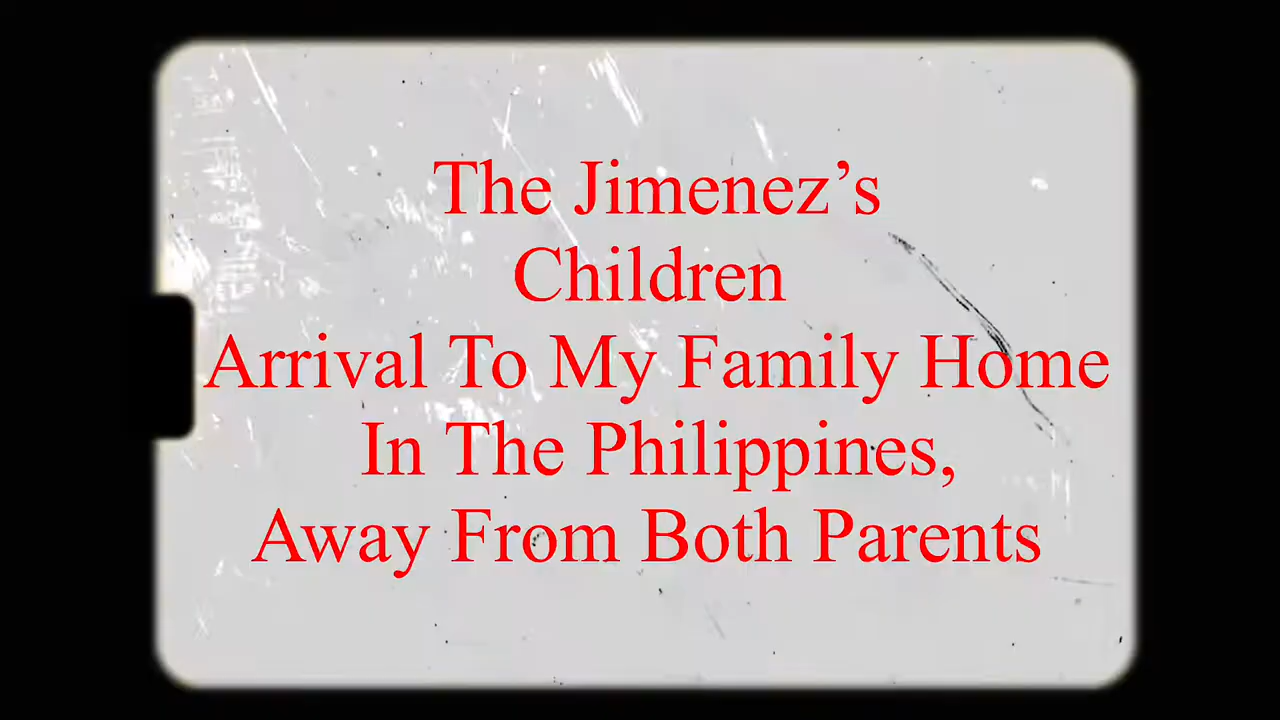 The Jimenez’s
Children
Arrival To My Family Home
In The Philippines,
Away From Both Parents